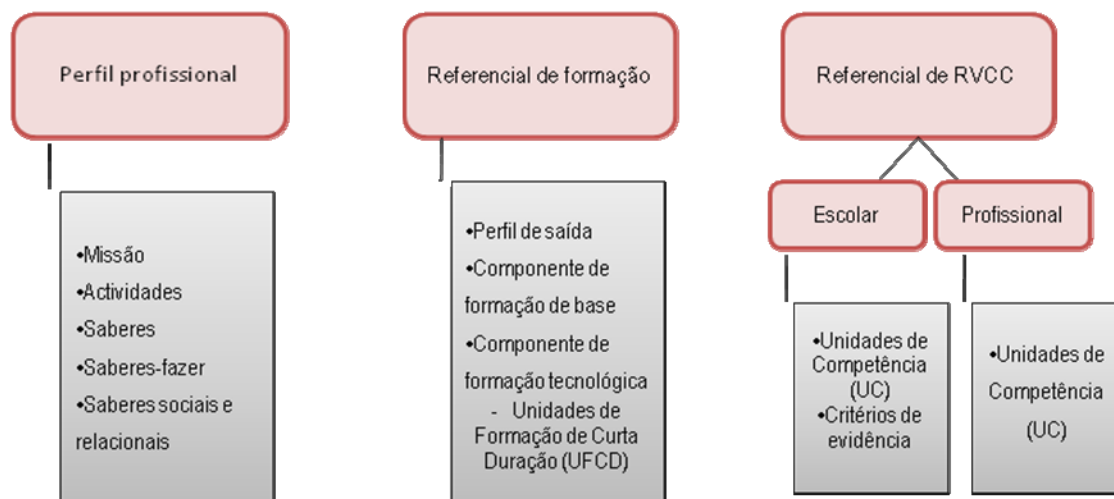 Perfil profissional
•Missão
•Actividades
•Saberes
•Saberes-fazer
•Saberes sociais e
relacionais
Referencial de formação
•Perfil de saída
•Componente de
formação de base
•Componente de
formação tecnológica
- Unidades de
Formação de Curta
Duração (UFCD)
Referencial de RVCC
Escolar
•Unidades de
Competência
(UC)
•Critérios de
evidência
Profissional
•Unidades de
Competência
(UC)